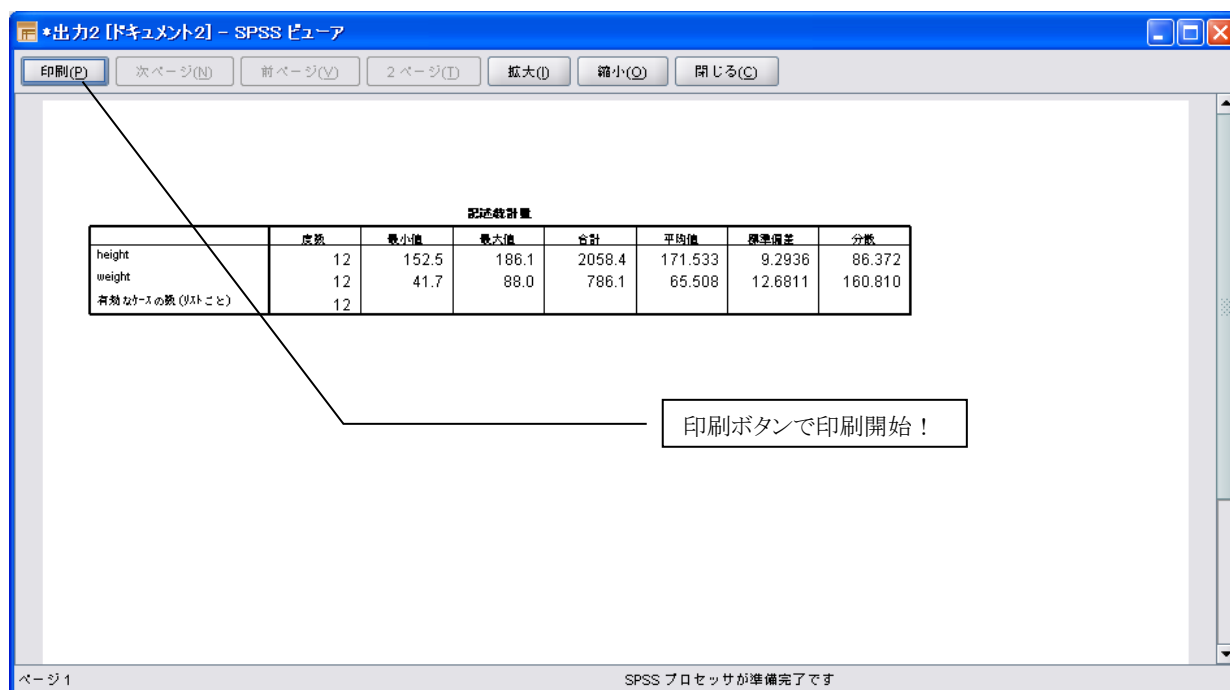 *出力2 [ドキュメント2] - SPSS ビューア
印刷(P) 次ページ(N) 前ページ(V) 2 ページ(T) 拡大(I) 縮小(O) 閉じる(C)
記述統計量
度数 最小値 最大値 合計 平均値 標準偏差 分散
height 12 152.5 186.1 2058.4 171.533 9.2936 86.372
weight 12 41.7 88.0 786.1 65.508 12.6811 160.810
有効なケースの数 (リストごと) 12
印刷ボタンで印刷開始！
ページ 1 SPSS プロセッサが準備完了です